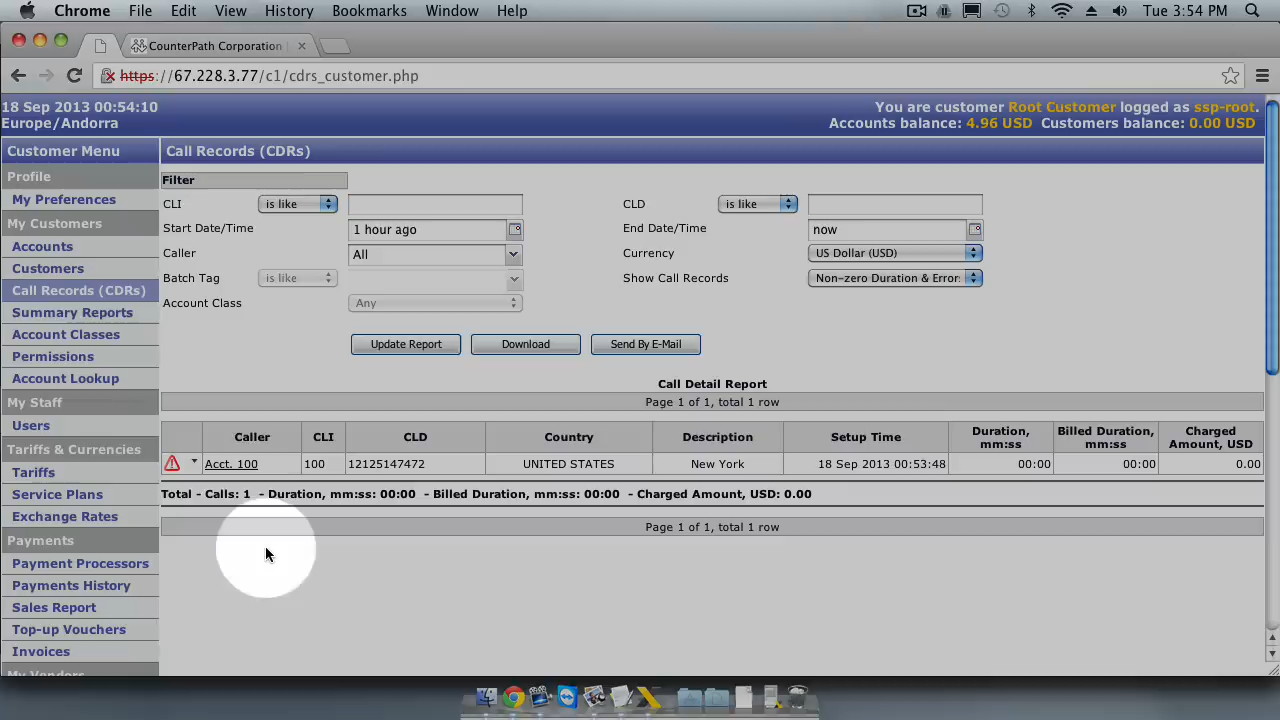 Chrome File Edit View History Bookmarks Window Help Tue 3:54 PM
CounterPath Corporation
https://67.228.3.77/c1/cdrs_customer.php
18 Sep 2013 00:54:10
Europe/Andorra
You are customer Root Customer logged as ssp-root.
Accounts balance: 4.96 USD Customers balance: 0.00 USD
Customer Menu
Profile
My Preferences
My Customers
Accounts
Customers
Call Records (CDRs)
Summary Reports
Account Classes
Permissions
Account Lookup
My Staff
Users
Tariffs & Currencies
Tariffs
Service Plans
Exchange Rates
Payments
Payment Processors
Payments History
Sales Report
Top-up Vouchers
Invoices
My Vendors
Call Records (CDRs)
Filter
CLI is like CLD is like
Start Date/Time 1 hour ago End Date/Time now
Caller All Currency US Dollar (USD)
Batch Tag is like Show Call Records Non-zero Duration & Error
Account Class Any
Update Report Download Send By E-Mail
Call Detail Report
Page 1 of 1, total 1 row
Caller CLI CLD Country Description Setup Time Duration, mm:ss Billed Duration, mm:ss Charged Amount, USD
Acct. 100 100 12125147472 UNITED STATES New York 18 Sep 2013 00:53:48 00:00 00:00 0.00
Total - Calls: 1 - Duration, mm:ss: 00:00 - Billed Duration, mm:ss: 00:00 - Charged Amount, USD: 0.00
Page 1 of 1, total 1 row